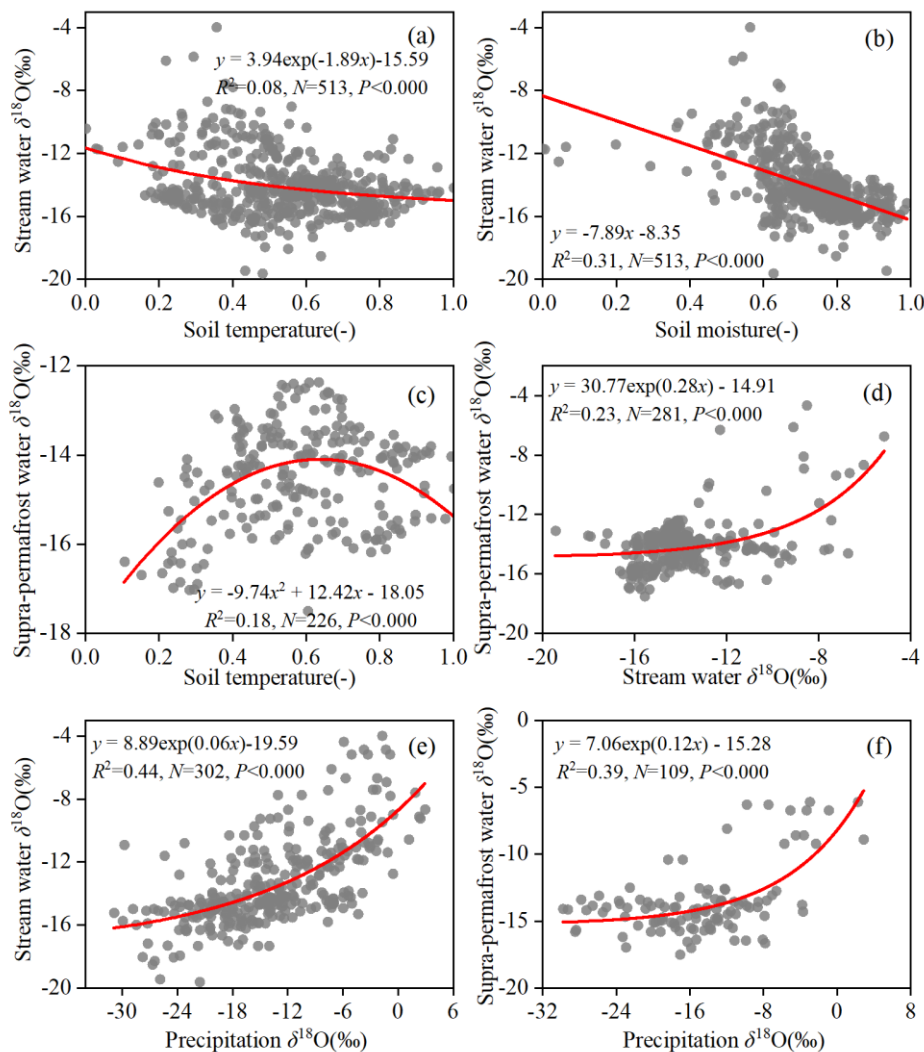 (a)
y = 3.94exp(-1.89x)-15.59
R²=0.08, N=513, P<0.000
Stream water δ¹⁸O(‰)
-4
-8
-12
-16
-20
0.0 0.2 0.4 0.6 0.8 1.0
Soil temperature(-)
(b)
y = -7.89x -8.35
R²=0.31, N=513, P<0.000
Stream water δ¹⁸O(‰)
-4
-8
-12
-16
-20
0.0 0.2 0.4 0.6 0.8 1.0
Soil moisture(-)
(c)
y = -9.74x² + 12.42x - 18.05
R²=0.18, N=226, P<0.000
Supra-permafrost water δ¹⁸O(‰)
-12
-14
-16
-18
0.0 0.2 0.4 0.6 0.8 1.0
Soil temperature(-)
(d)
y = 30.77exp(0.28x) - 14.91
R²=0.23, N=281, P<0.000
Supra-permafrost water δ¹⁸O(‰)
-4
-8
-12
-16
-20
-20 -16 -12 -8 -4
Stream water δ¹⁸O(‰)
(e)
y = 8.89exp(0.06x)-19.59
R²=0.44, N=302, P<0.000
Stream water δ¹⁸O(‰)
-4
-8
-12
-16
-20
-30 -24 -18 -12 -6 0 6
Precipitation δ¹⁸O(‰)
(f)
y = 7.06exp(0.12x) - 15.28
R²=0.39, N=109, P<0.000
Supra-permafrost water δ¹⁸O(‰)
0
-5
-10
-15
-20
-32 -24 -16 -8 0 8
Precipitation δ¹⁸O(‰)